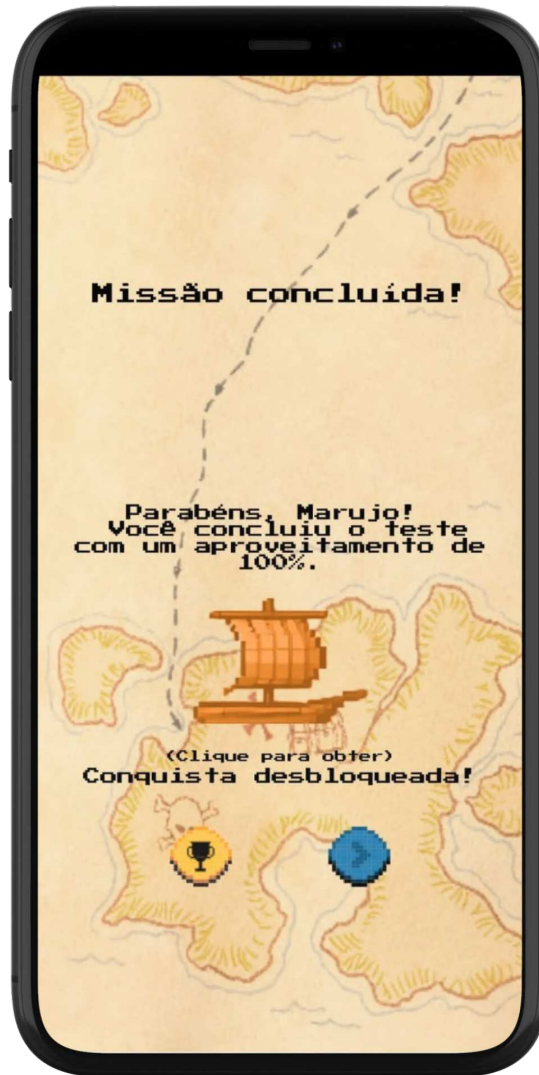 Missão concluída!
Parabéns, Marujo!
Você concluiu o teste
com um aproveitamento de
100%.
(Clique para obter)
Conquista desbloqueada!